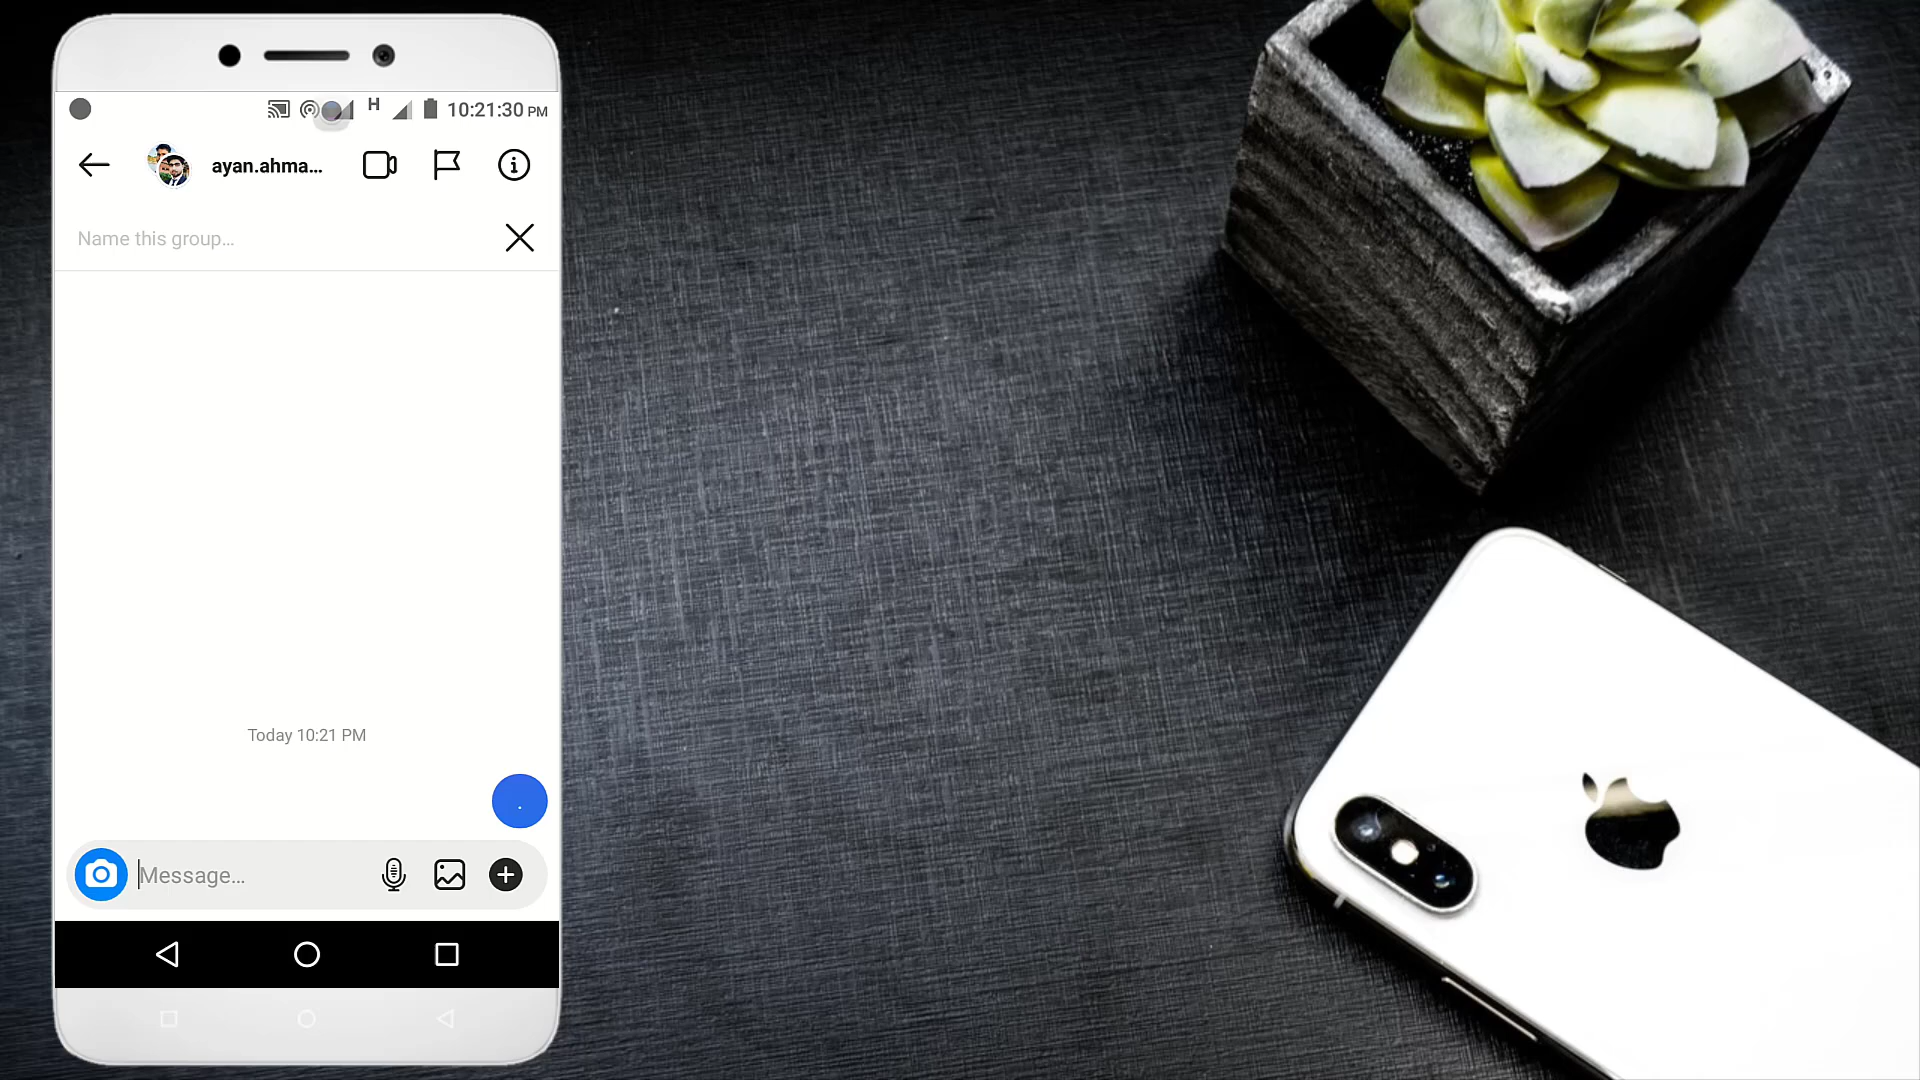 H 10:21:30 PM
ayan.ahma...
Name this group...
Today 10:21 PM
.
Message...